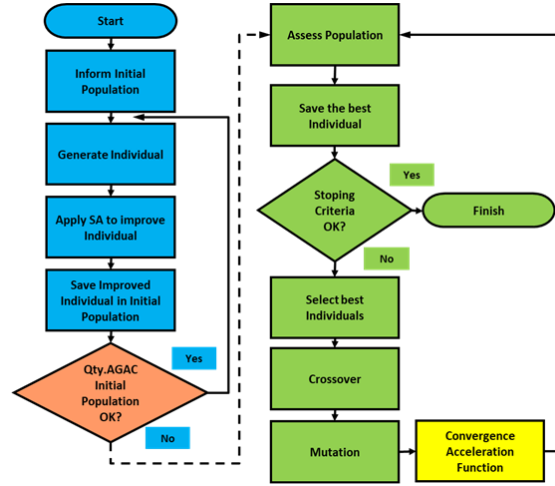 Start
Inform Initial
Population
Generate Individual
Apply SA to improve
Individual
Save Improved
Individual in Initial
Population
Qty.AGAC
Initial
Population
OK?
Yes
No
Assess Population
Save the best
Individual
Stoping
Criteria
OK?
Yes
Finish
No
Select best
Individuals
Crossover
Mutation
Convergence
Acceleration
Function